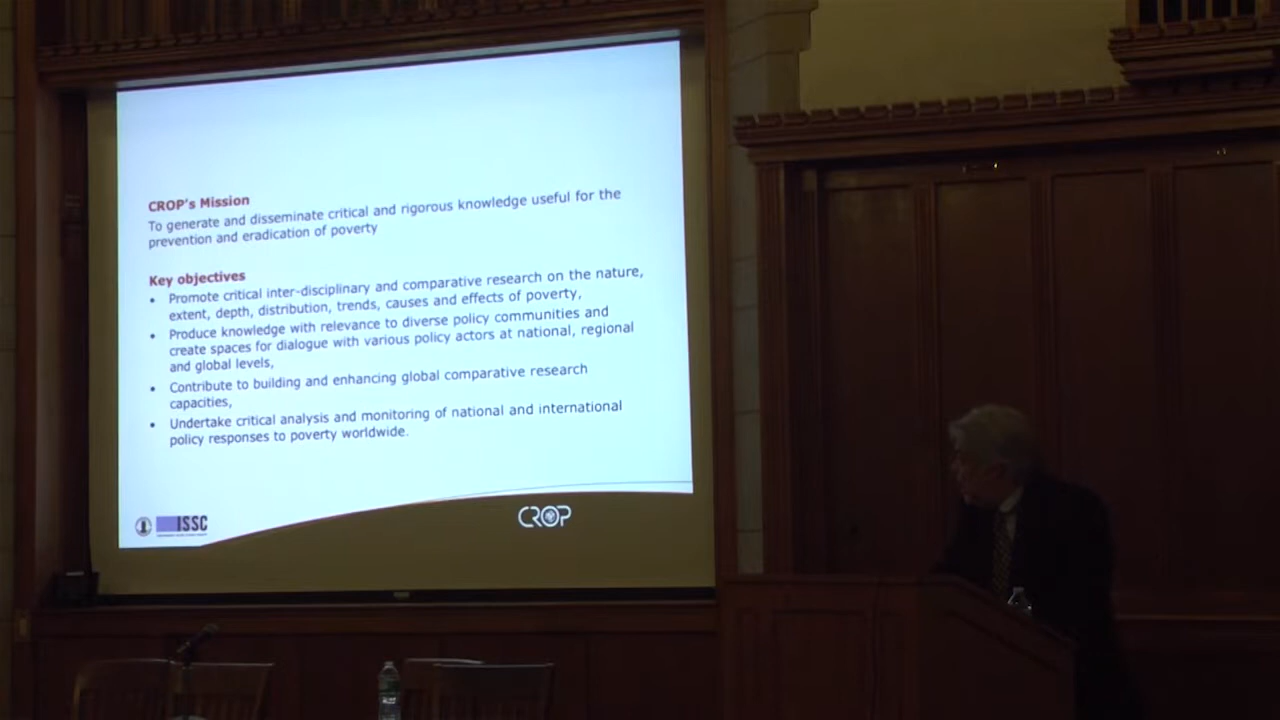 CROP's Mission
To generate and disseminate critical and rigorous knowledge useful for the
prevention and eradication of poverty
Key objectives
• Promote critical inter-disciplinary and comparative research on the nature,
extent, depth, distribution, trends, causes and effects of poverty,
• Produce knowledge with relevance to diverse policy communities and
create spaces for dialogue with various policy actors at national, regional
and global levels,
• Contribute to building and enhancing global comparative research
capacities,
• Undertake critical analysis and monitoring of national and international
policy responses to poverty worldwide.
ISSC
CROP